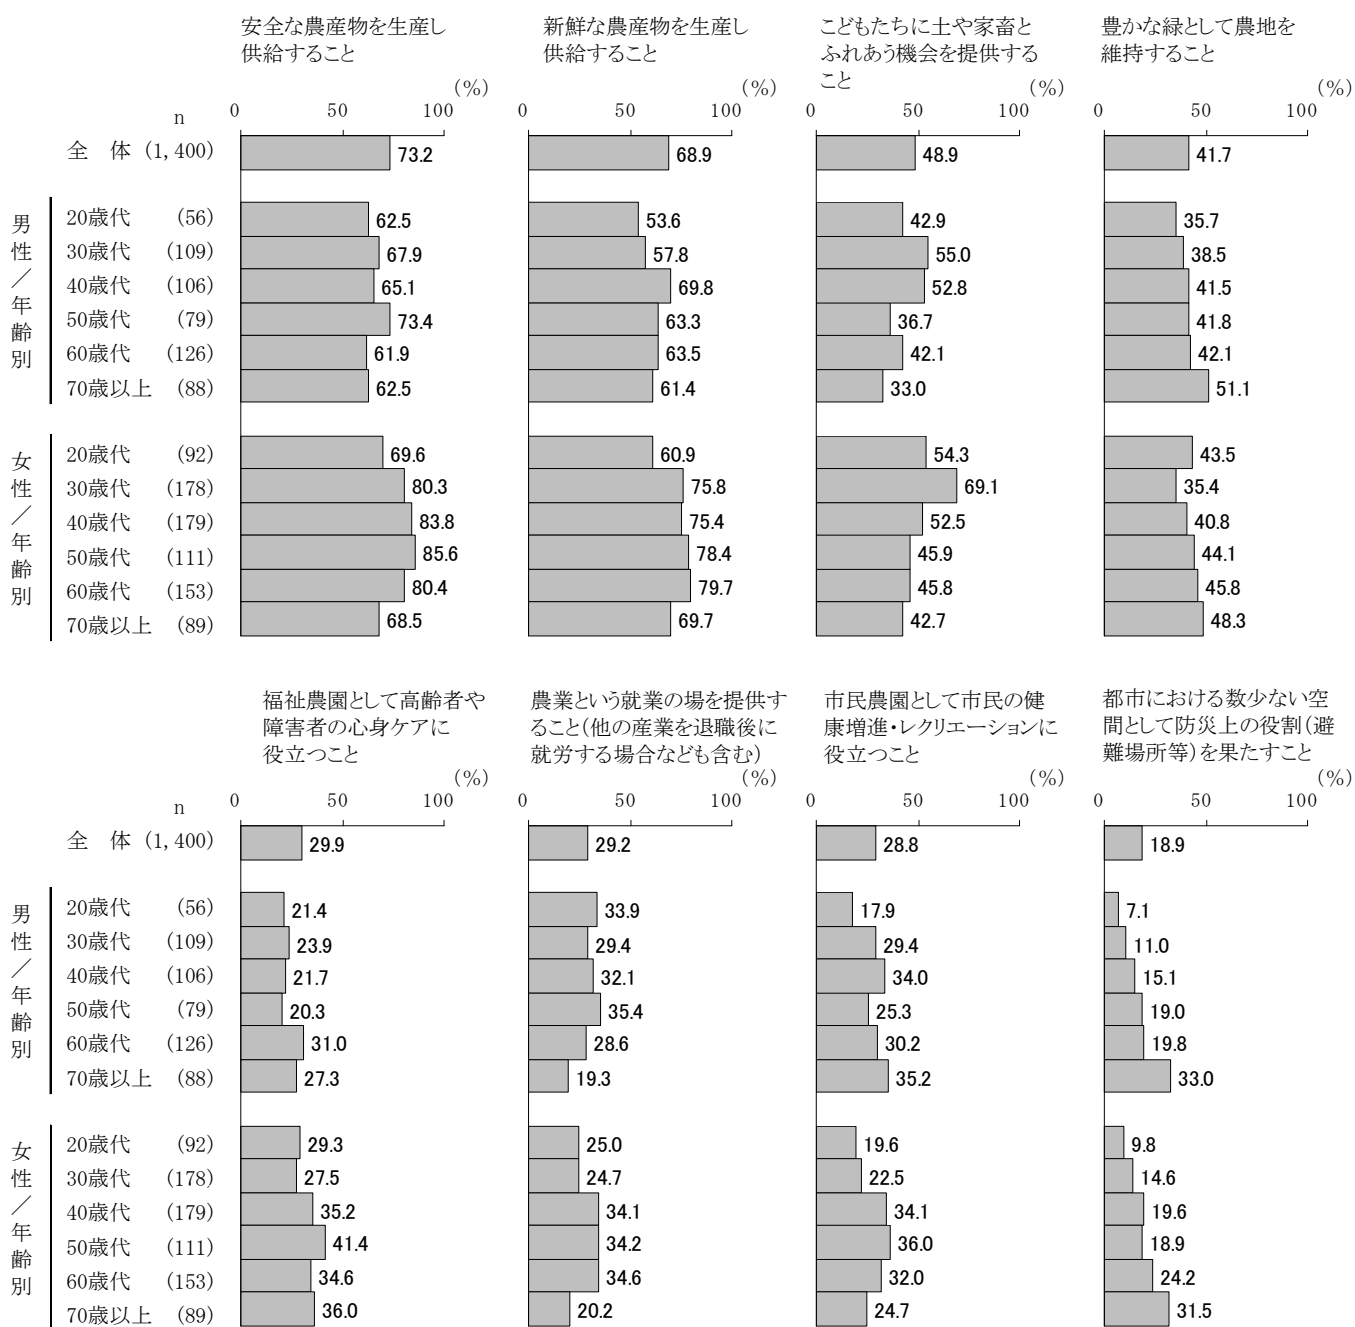 安全な農産物を生産し
供給すること
新鮮な農産物を生産し
供給すること
こどもたちに土や家畜と
ふれあう機会を提供する
こと
豊かな緑として農地を
維持すること
(%) (%) (%) (%)
n 0 50 100 0 50 100 0 50 100 0 50 100
全 体 (1,400) 73.2 68.9 48.9 41.7
男性/年齢別
20歳代 (56) 62.5 53.6 42.9 35.7
30歳代 (109) 67.9 57.8 55.0 38.5
40歳代 (106) 65.1 69.8 52.8 41.5
50歳代 (79) 73.4 63.3 36.7 41.8
60歳代 (126) 61.9 63.5 42.1 42.1
70歳以上 (88) 62.5 61.4 33.0 51.1
女性/年齢別
20歳代 (92) 69.6 60.9 54.3 43.5
30歳代 (178) 80.3 75.8 69.1 35.4
40歳代 (179) 83.8 75.4 52.5 40.8
50歳代 (111) 85.6 78.4 45.9 44.1
60歳代 (153) 80.4 79.7 45.8 45.8
70歳以上 (89) 68.5 69.7 42.7 48.3
福祉農園として高齢者や
障害者の心身ケアに
役立つこと
農業という就業の場を提供す
ること(他の産業を退職後に
就労する場合なども含む)
市民農園として市民の健
康増進・レクリエーションに
役立つこと
都市における数少ない空
間として防災上の役割(避
難場所等)を果たすこと
(%) (%) (%) (%)
n 0 50 100 0 50 100 0 50 100 0 50 100
全 体 (1,400) 29.9 29.2 28.8 18.9
男性/年齢別
20歳代 (56) 21.4 33.9 17.9 7.1
30歳代 (109) 23.9 29.4 29.4 11.0
40歳代 (106) 21.7 32.1 34.0 15.1
50歳代 (79) 20.3 35.4 25.3 19.0
60歳代 (126) 31.0 28.6 30.2 19.8
70歳以上 (88) 27.3 19.3 35.2 33.0
女性/年齢別
20歳代 (92) 29.3 25.0 19.6 9.8
30歳代 (178) 27.5 24.7 22.5 14.6
40歳代 (179) 35.2 34.1 34.1 19.6
50歳代 (111) 41.4 34.2 36.0 18.9
60歳代 (153) 34.6 34.6 32.0 24.2
70歳以上 (89) 36.0 20.2 24.7 31.5